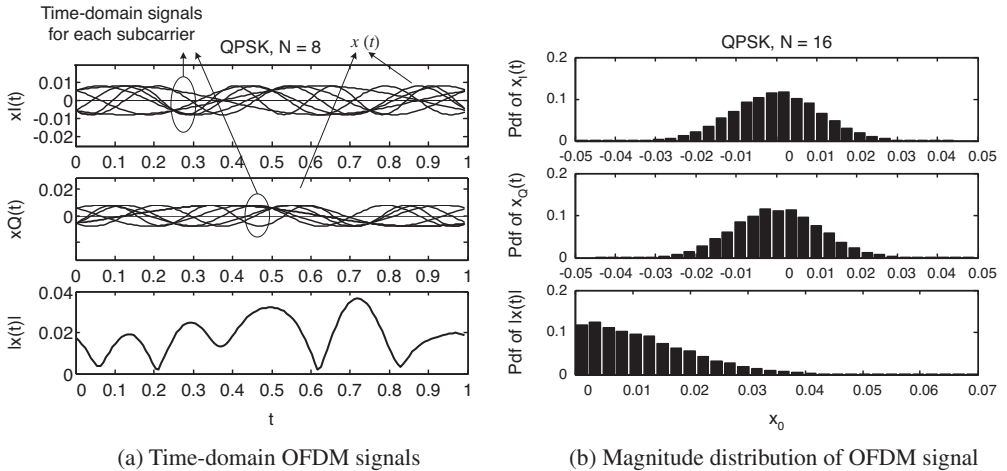 Time-domain signals
for each subcarrier
QPSK, N = 8
x (t)
xI(t)
0.01
0
-0.01
-0.02
0 0.1 0.2 0.3 0.4 0.5 0.6 0.7 0.8 0.9 1
xQ(t)
0.02
0
0 0.1 0.2 0.3 0.4 0.5 0.6 0.7 0.8 0.9 1
|x(t)|
0.04
0.02
0
0 0.1 0.2 0.3 0.4 0.5 0.6 0.7 0.8 0.9 1
t
(a) Time-domain OFDM signals
QPSK, N = 16
Pdf of xI(t)
0.2
0.1
0
-0.05 -0.04 -0.03 -0.02 -0.01 0 0.01 0.02 0.03 0.04 0.05
Pdf of xQ(t)
0.2
0.1
0
-0.05 -0.04 -0.03 -0.02 -0.01 0 0.01 0.02 0.03 0.04 0.05
Pdf of |x(t)|
0.2
0.1
0
0 0.01 0.02 0.03 0.04 0.05 0.06 0.07
x0
(b) Magnitude distribution of OFDM signal